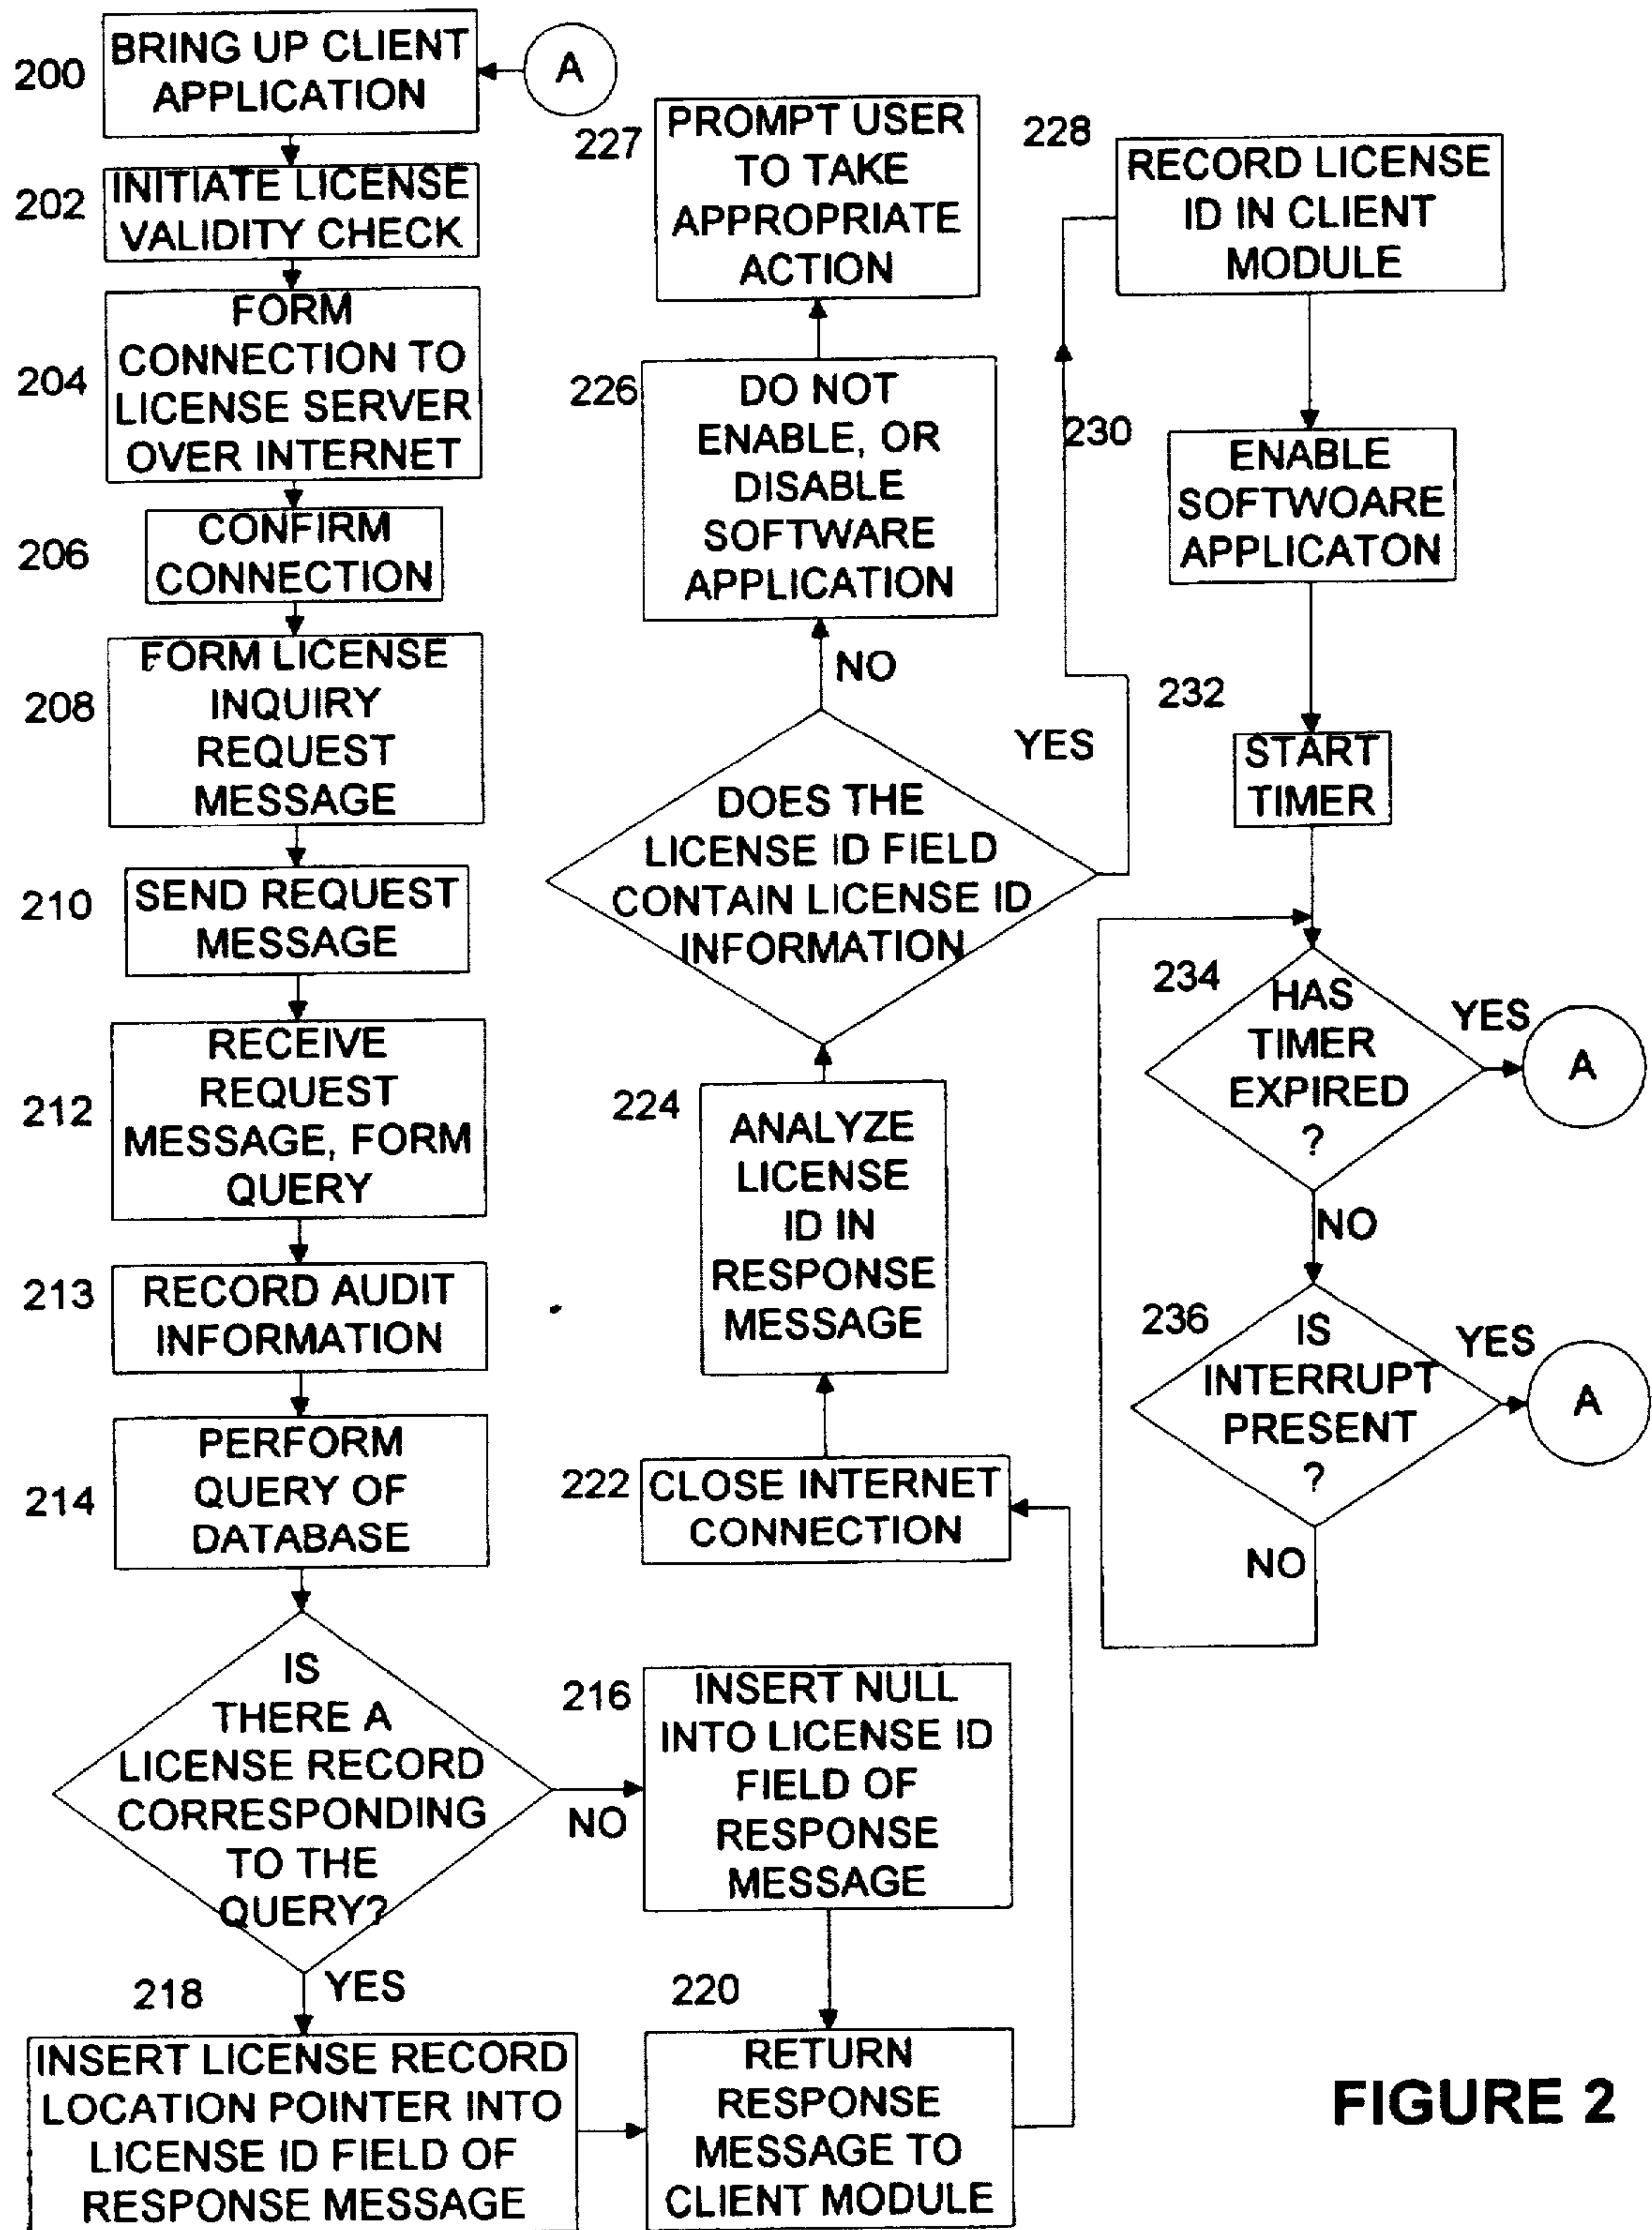 200
BRING UP CLIENT
APPLICATION
A
202
INITIATE LICENSE
VALIDITY CHECK
204
FORM
CONNECTION TO
LICENSE SERVER
OVER INTERNET
206
CONFIRM
CONNECTION
208
FORM LICENSE
INQUIRY
REQUEST
MESSAGE
210
SEND REQUEST
MESSAGE
212
RECEIVE
REQUEST
MESSAGE, FORM
QUERY
213
RECORD AUDIT
INFORMATION
214
PERFORM
QUERY OF
DATABASE
IS
THERE A
LICENSE RECORD
CORRESPONDING
TO THE
QUERY?
NO
YES
218
INSERT LICENSE RECORD
LOCATION POINTER INTO
LICENSE ID FIELD OF
RESPONSE MESSAGE
216
INSERT NULL
INTO LICENSE ID
FIELD OF
RESPONSE
MESSAGE
220
RETURN
RESPONSE
MESSAGE TO
CLIENT MODULE
222
CLOSE INTERNET
CONNECTION
224
ANALYZE
LICENSE
ID IN
RESPONSE
MESSAGE
DOES THE
LICENSE ID FIELD
CONTAIN LICENSE ID
INFORMATION
NO
YES
226
DO NOT
ENABLE, OR
DISABLE
SOFTWARE
APPLICATION
227
PROMPT USER
TO TAKE
APPROPRIATE
ACTION
228
RECORD LICENSE
ID IN CLIENT
MODULE
230
ENABLE
SOFTWOARE
APPLICATON
232
START
TIMER
234
HAS
TIMER
EXPIRED
?
YES
A
NO
236
IS
INTERRUPT
PRESENT
?
YES
A
NO
FIGURE 2